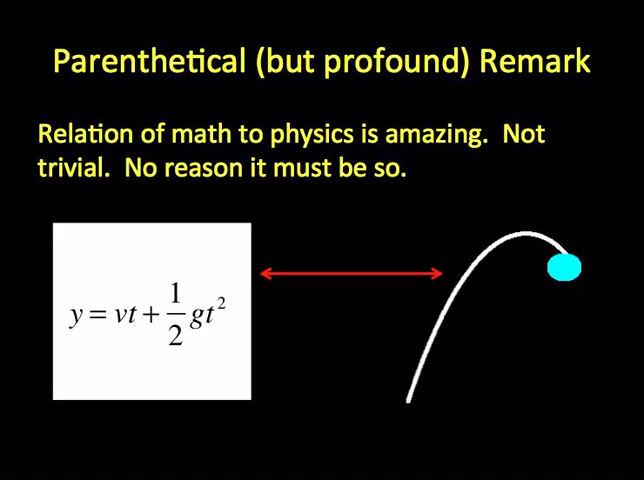 Parenthetical (but profound) Remark
Relation of math to physics is amazing.  Not
trivial.  No reason it must be so.
y = vt + 1/2 gt²